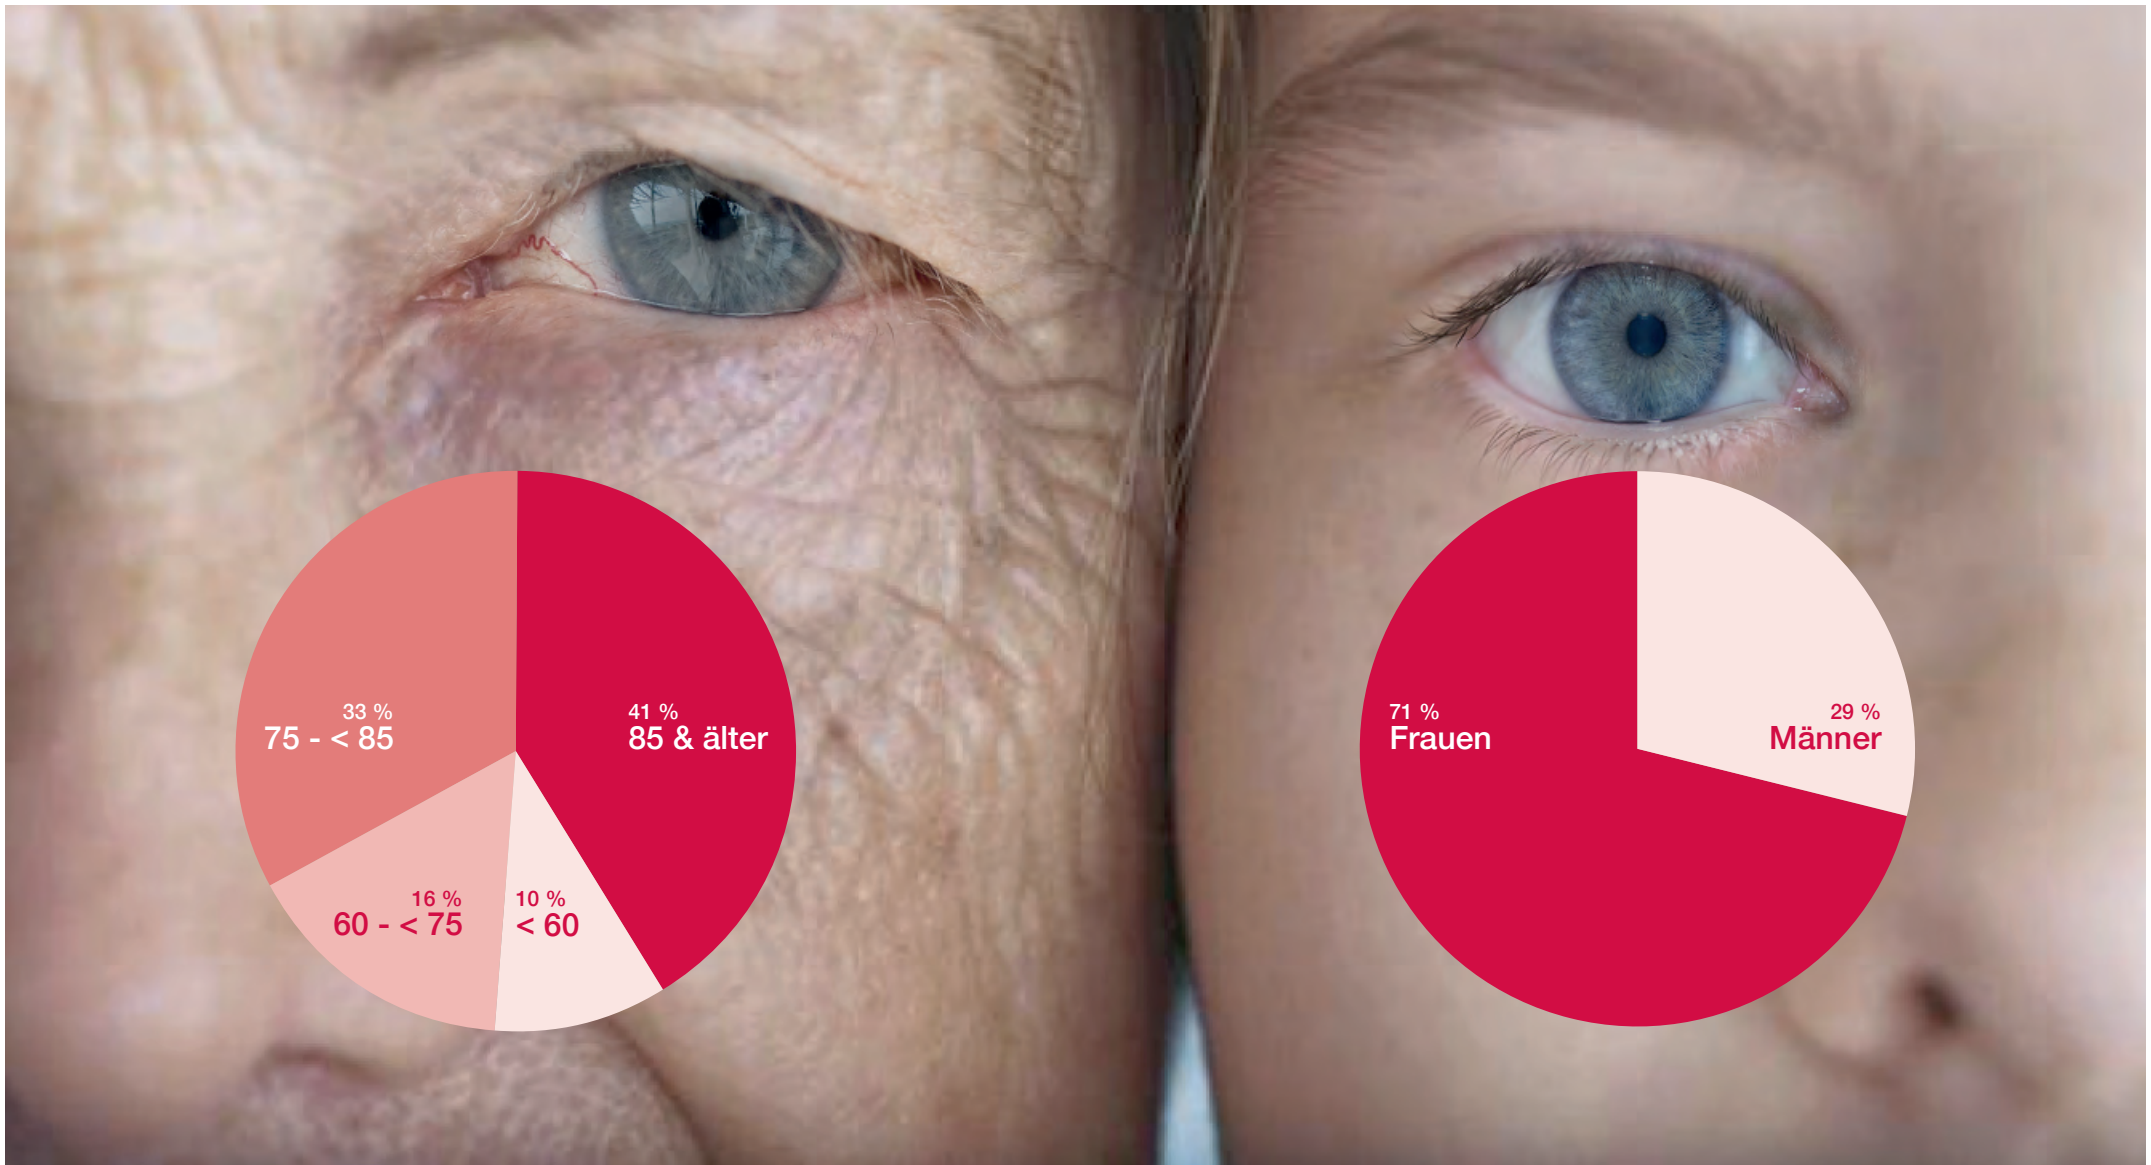 33 %
75 - < 85
41 %
85 & älter
16 %
60 - < 75
10 %
< 60
71 %
Frauen
29 %
Männer